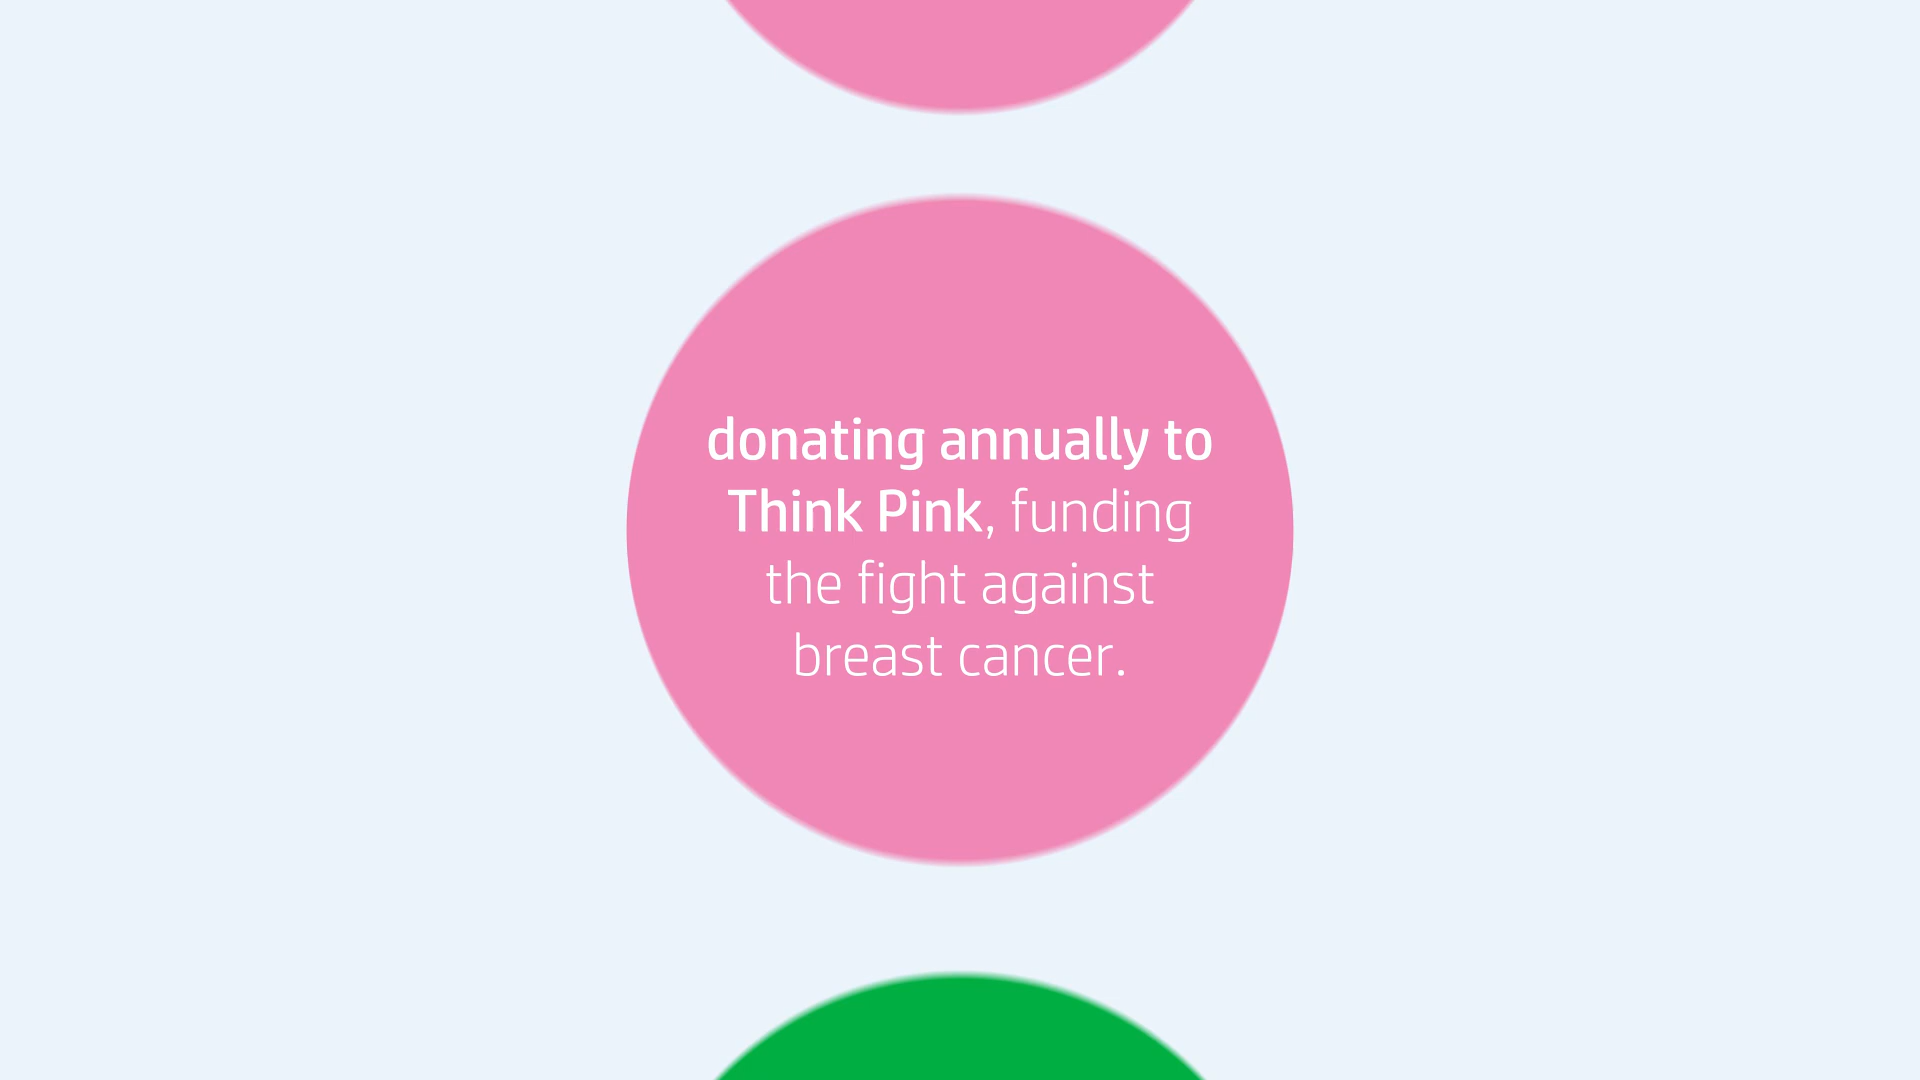 donating annually to
Think Pink, funding
the fight against
breast cancer.